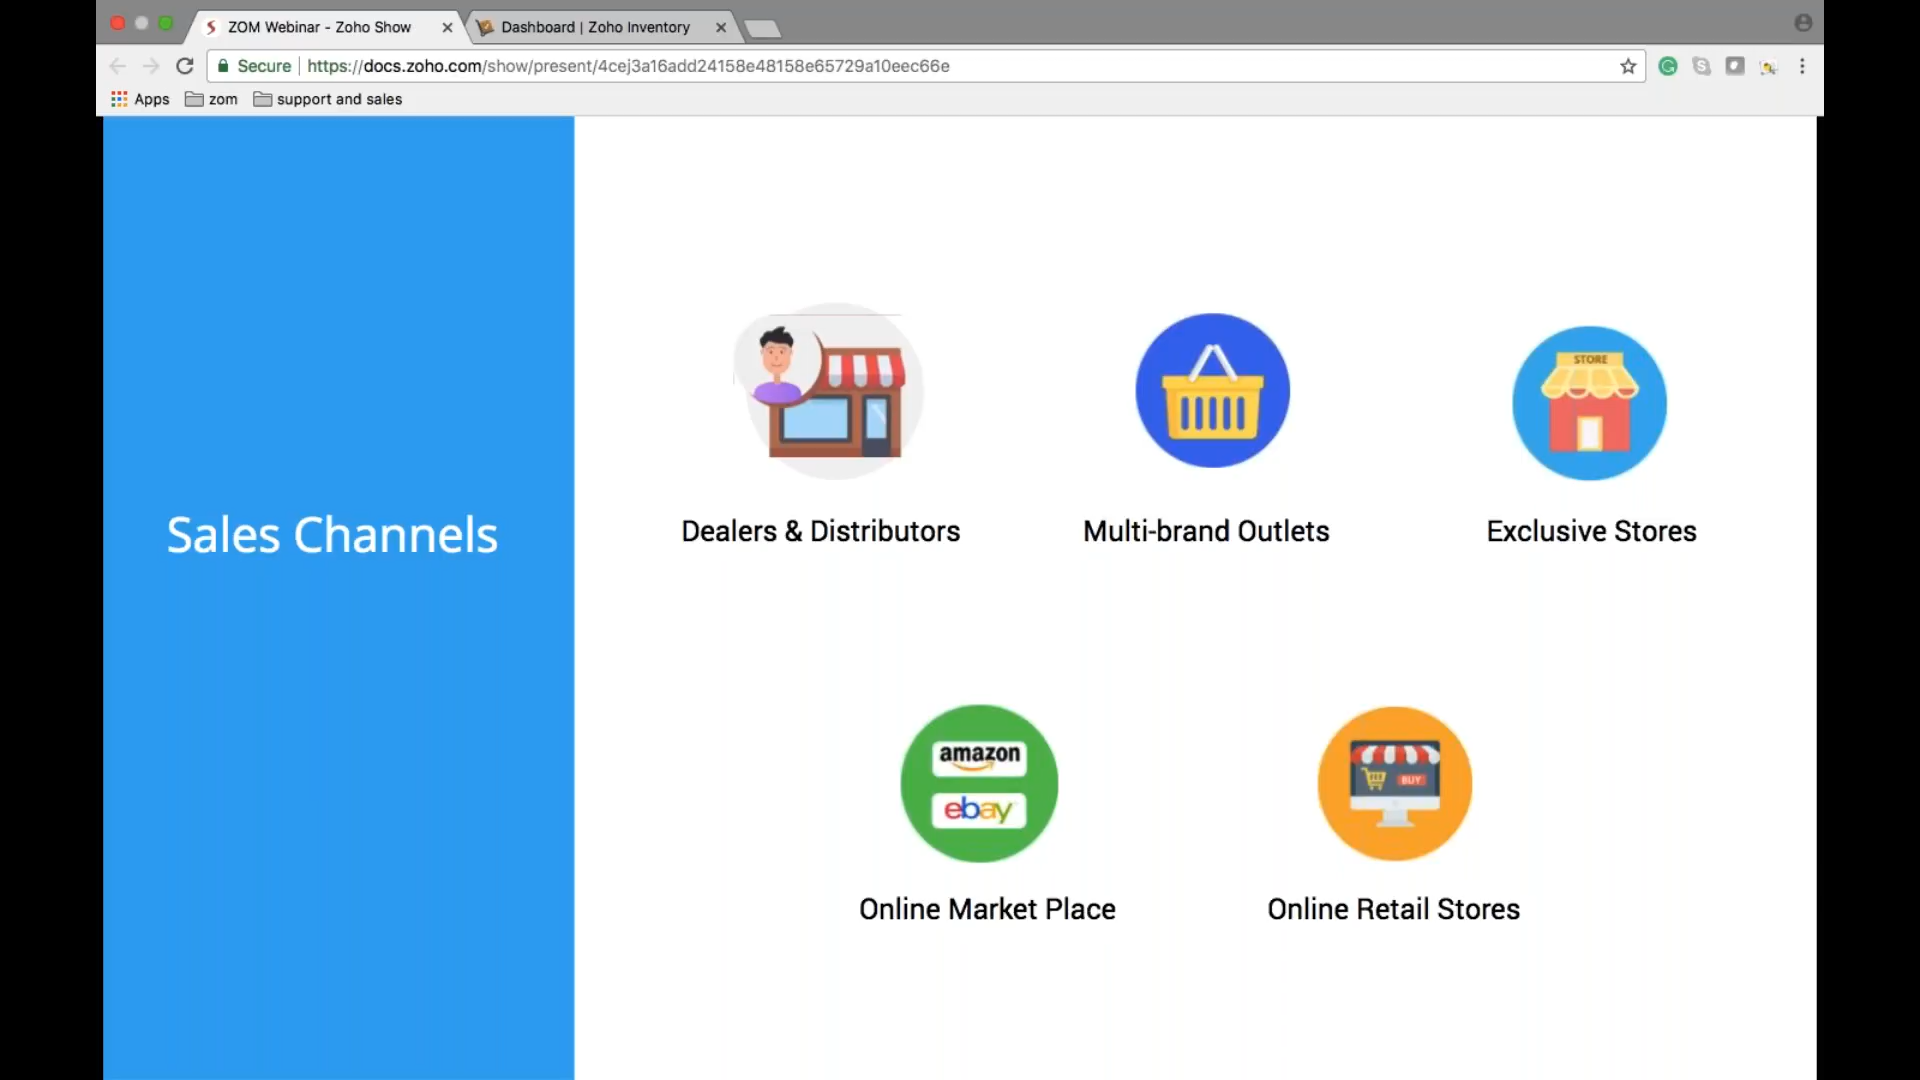 ZOM Webinar - Zoho Show
Dashboard | Zoho Inventory
Secure https://docs.zoho.com/show/present/4cej3a16add24158e48158e65729a10eec66e
Apps zom support and sales
Sales Channels
STORE
Dealers & Distributors
Multi-brand Outlets
Exclusive Stores
amazon
ebay
BUY
Online Market Place
Online Retail Stores